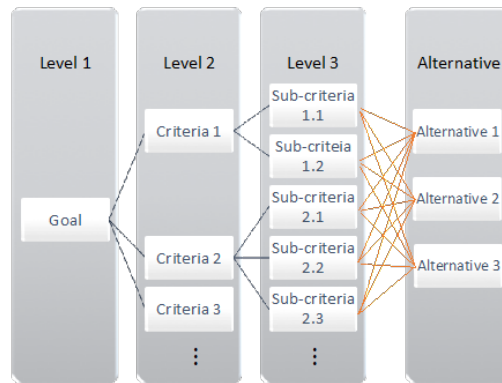 Level 1
Level 2
Level 3
Alternative
Goal
Criteria 1
Criteria 2
Criteria 3
⋮
Sub-criteria
1.1
Sub-criteia
1.2
Sub-criteria
2.1
Sub-criteria
2.2
Sub-criteria
2.3
⋮
Alternative 1
Alternative 2
Alternative 3